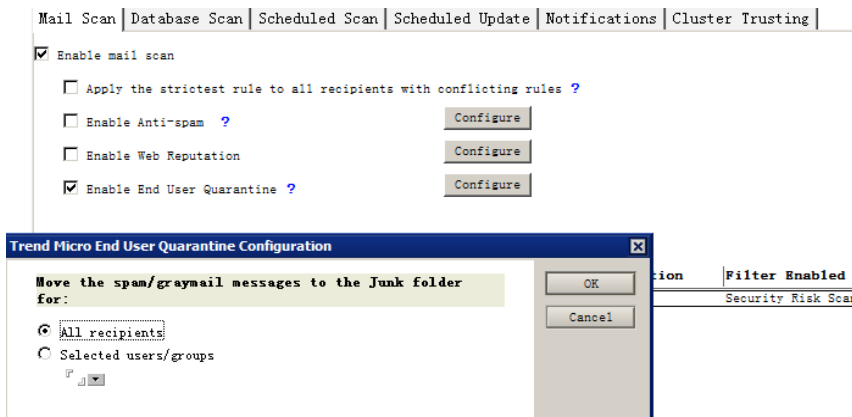 Mail Scan Database Scan Scheduled Scan Scheduled Update Notifications Cluster Trusting
Enable mail scan
Apply the strictest rule to all recipients with conflicting rules ?
Enable Anti-spam ? Configure
Enable Web Reputation Configure
Enable End User Quarantine ? Configure
Trend Micro End User Quarantine Configuration
Move the spam/graymail messages to the Junk folder
for:
OK
Cancel
All recipients
Selected users/groups
tion Filter Enabled
Security Risk Scan